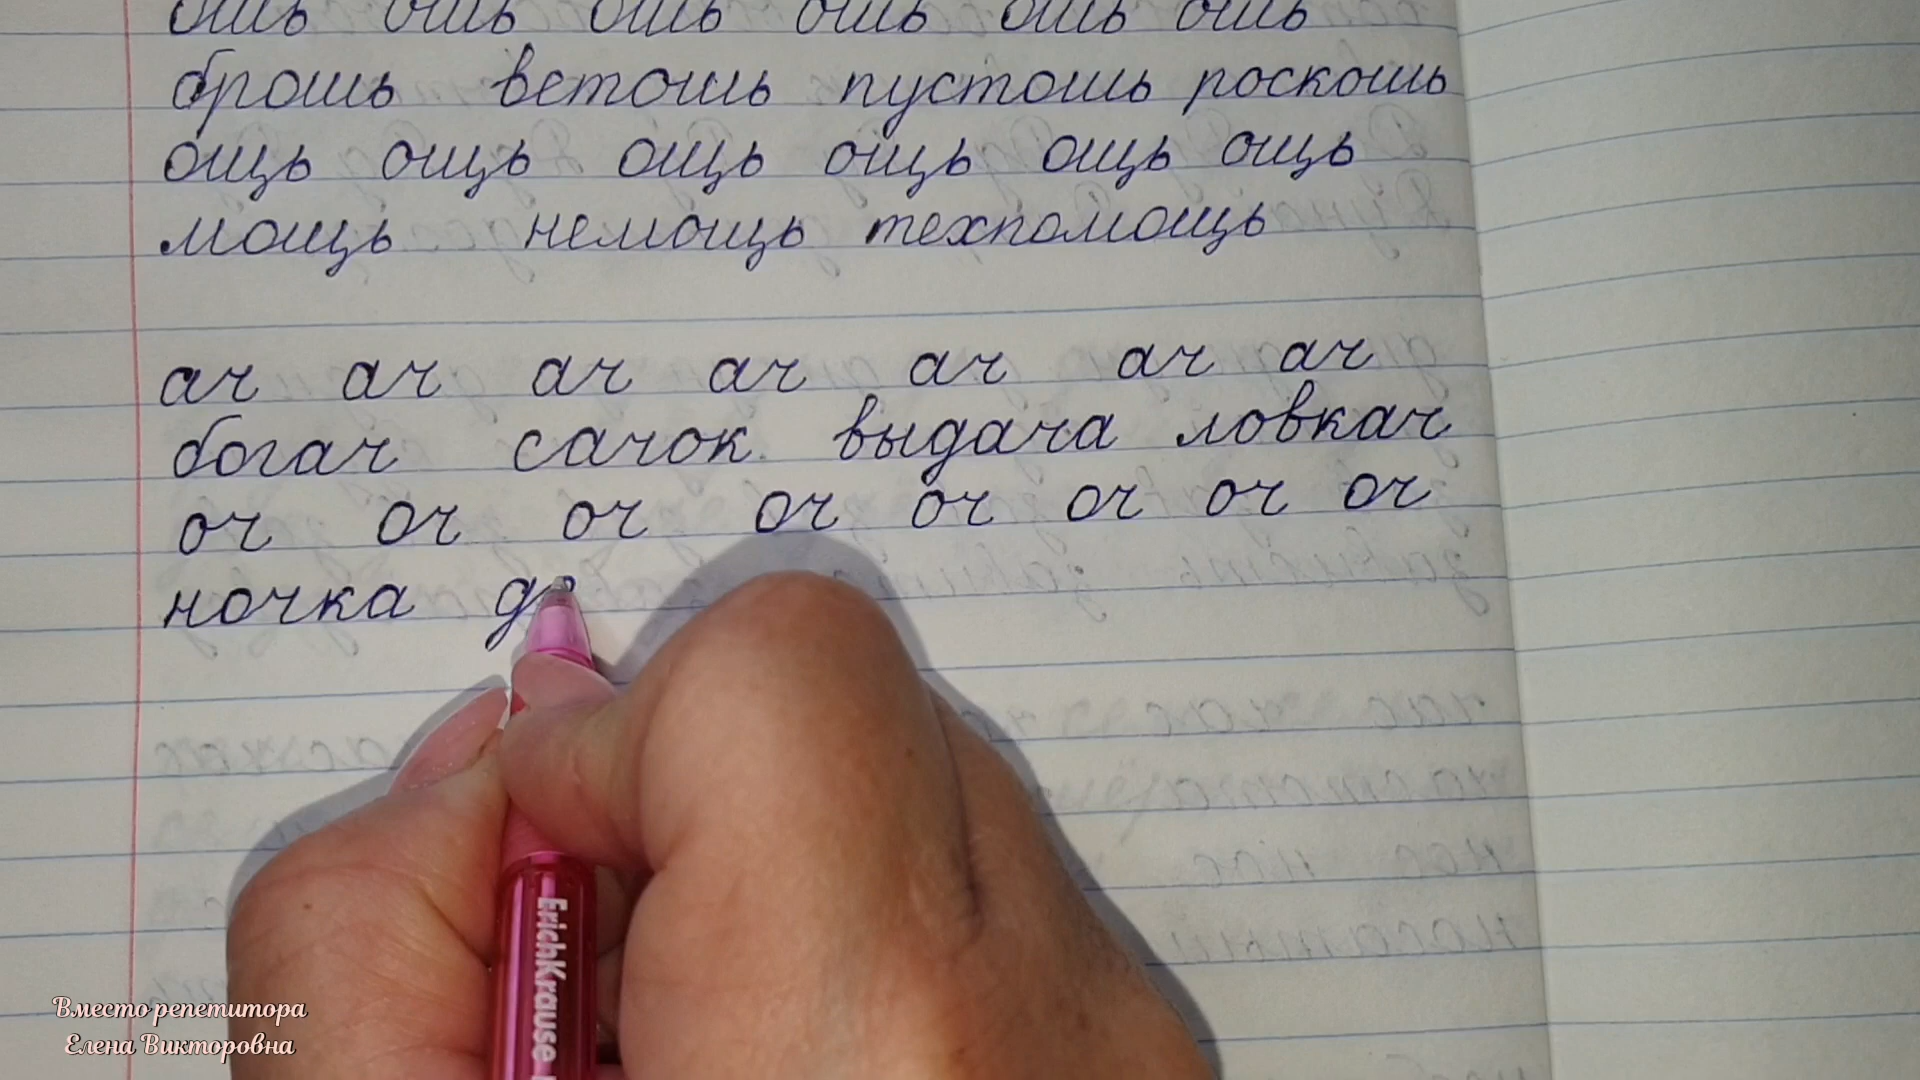 ошь ошь ошь ошь ошь ошь
брошь ветошь пустошь роскошь
ощь ощь ощь ощь ощь ощь
мощь немощь техпомощь
ач ач ач ач ач ач ач
богач сачок выдача ловкач
оч оч оч оч оч оч оч оч
ночка
ErichKrause
Вместо репетитора
Елена Викторовна